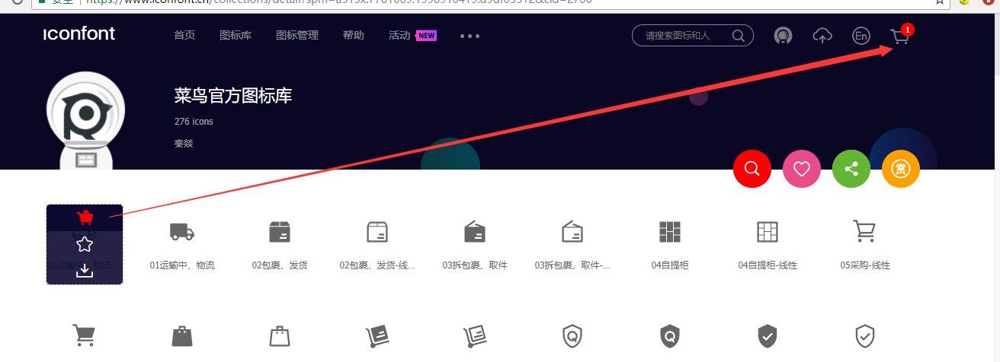 安全 https://www.iconfont.cn/collections/detail?spm=a313x.7781069.1998910419.d9df05512&cid=2706
iconfont 首页 图标库 图标管理 帮助 活动 NEW 请搜索图标和人 En 1
菜鸟官方图标库
276 icons
秦燚
赏
01运输中、物流-... 01运输中、物流 02包裹、发货 02包裹、发货-线... 03拆包裹、取件 03拆包裹、取件-... 04自提柜 04自提柜-线性 05采购-线性